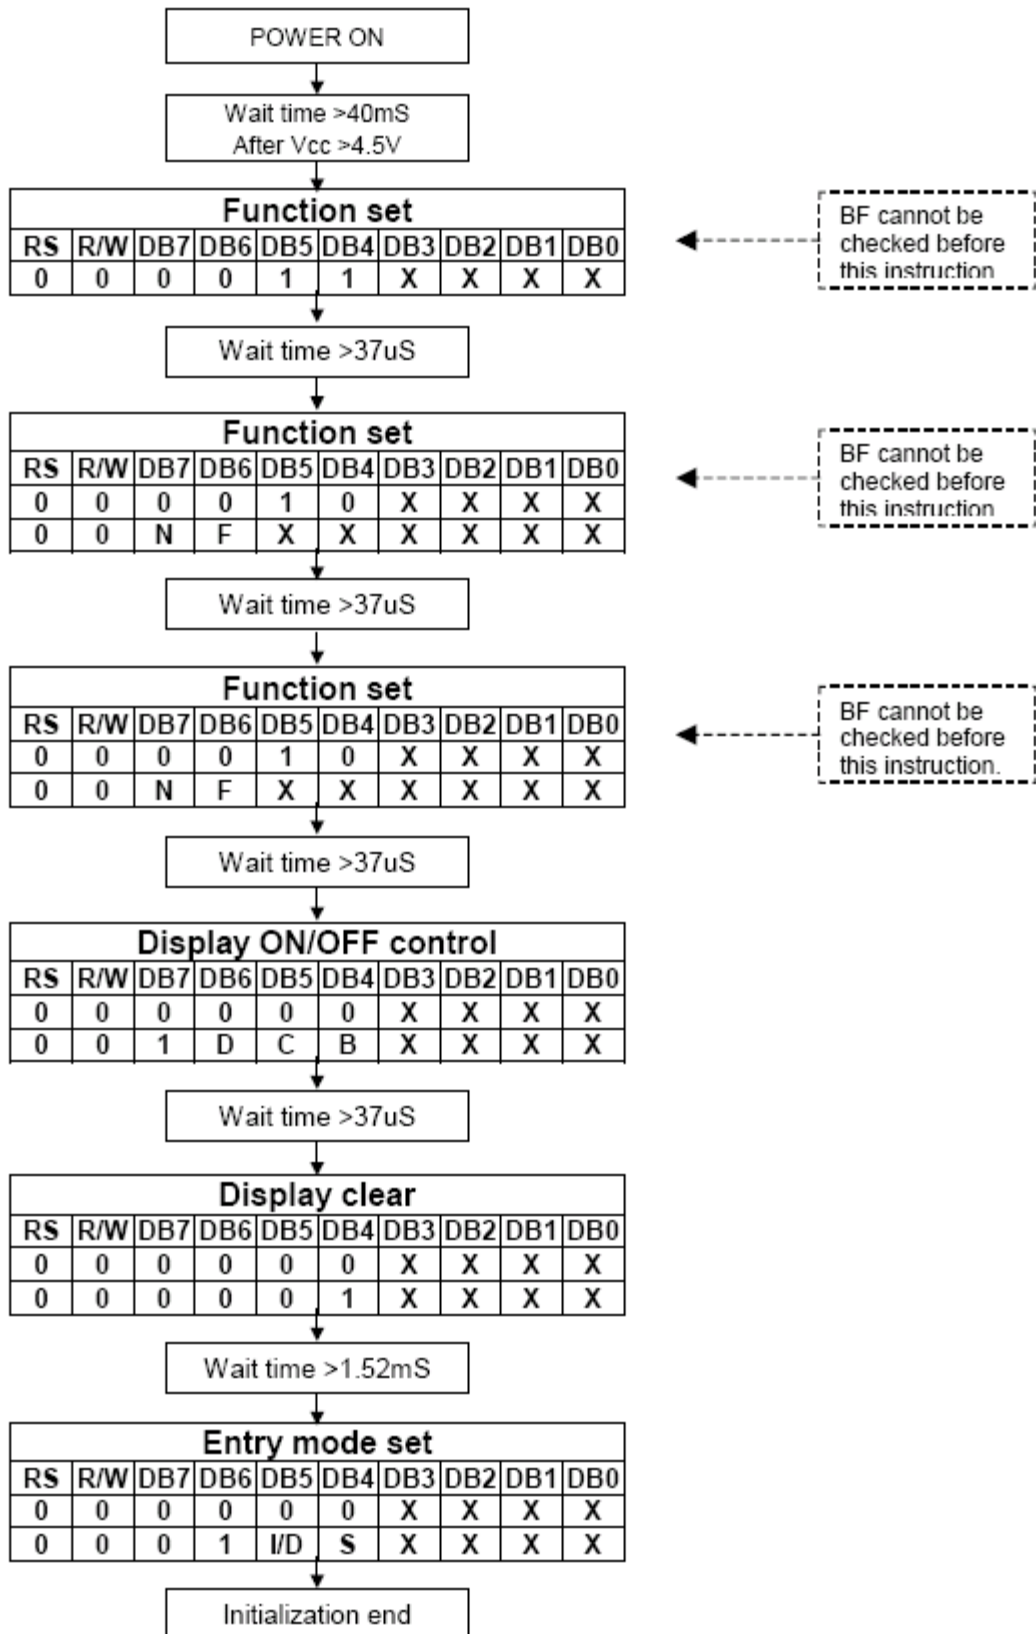 POWER ON
Wait time >40mS
After Vcc >4.5V
Function set
RS R/W DB7 DB6 DB5 DB4 DB3 DB2 DB1 DB0
0 0 0 0 1 1 X X X X
BF cannot be
checked before
this instruction
Wait time >37uS
Function set
RS R/W DB7 DB6 DB5 DB4 DB3 DB2 DB1 DB0
0 0 0 0 1 0 X X X X
0 0 N F X X X X X X
BF cannot be
checked before
this instruction
Wait time >37uS
Function set
RS R/W DB7 DB6 DB5 DB4 DB3 DB2 DB1 DB0
0 0 0 0 1 0 X X X X
0 0 N F X X X X X X
BF cannot be
checked before
this instruction.
Wait time >37uS
Display ON/OFF control
RS R/W DB7 DB6 DB5 DB4 DB3 DB2 DB1 DB0
0 0 0 0 0 0 X X X X
0 0 1 D C B X X X X
Wait time >37uS
Display clear
RS R/W DB7 DB6 DB5 DB4 DB3 DB2 DB1 DB0
0 0 0 0 0 0 X X X X
0 0 0 0 0 1 X X X X
Wait time >1.52mS
Entry mode set
RS R/W DB7 DB6 DB5 DB4 DB3 DB2 DB1 DB0
0 0 0 0 0 0 X X X X
0 0 0 1 I/D S X X X X
Initialization end